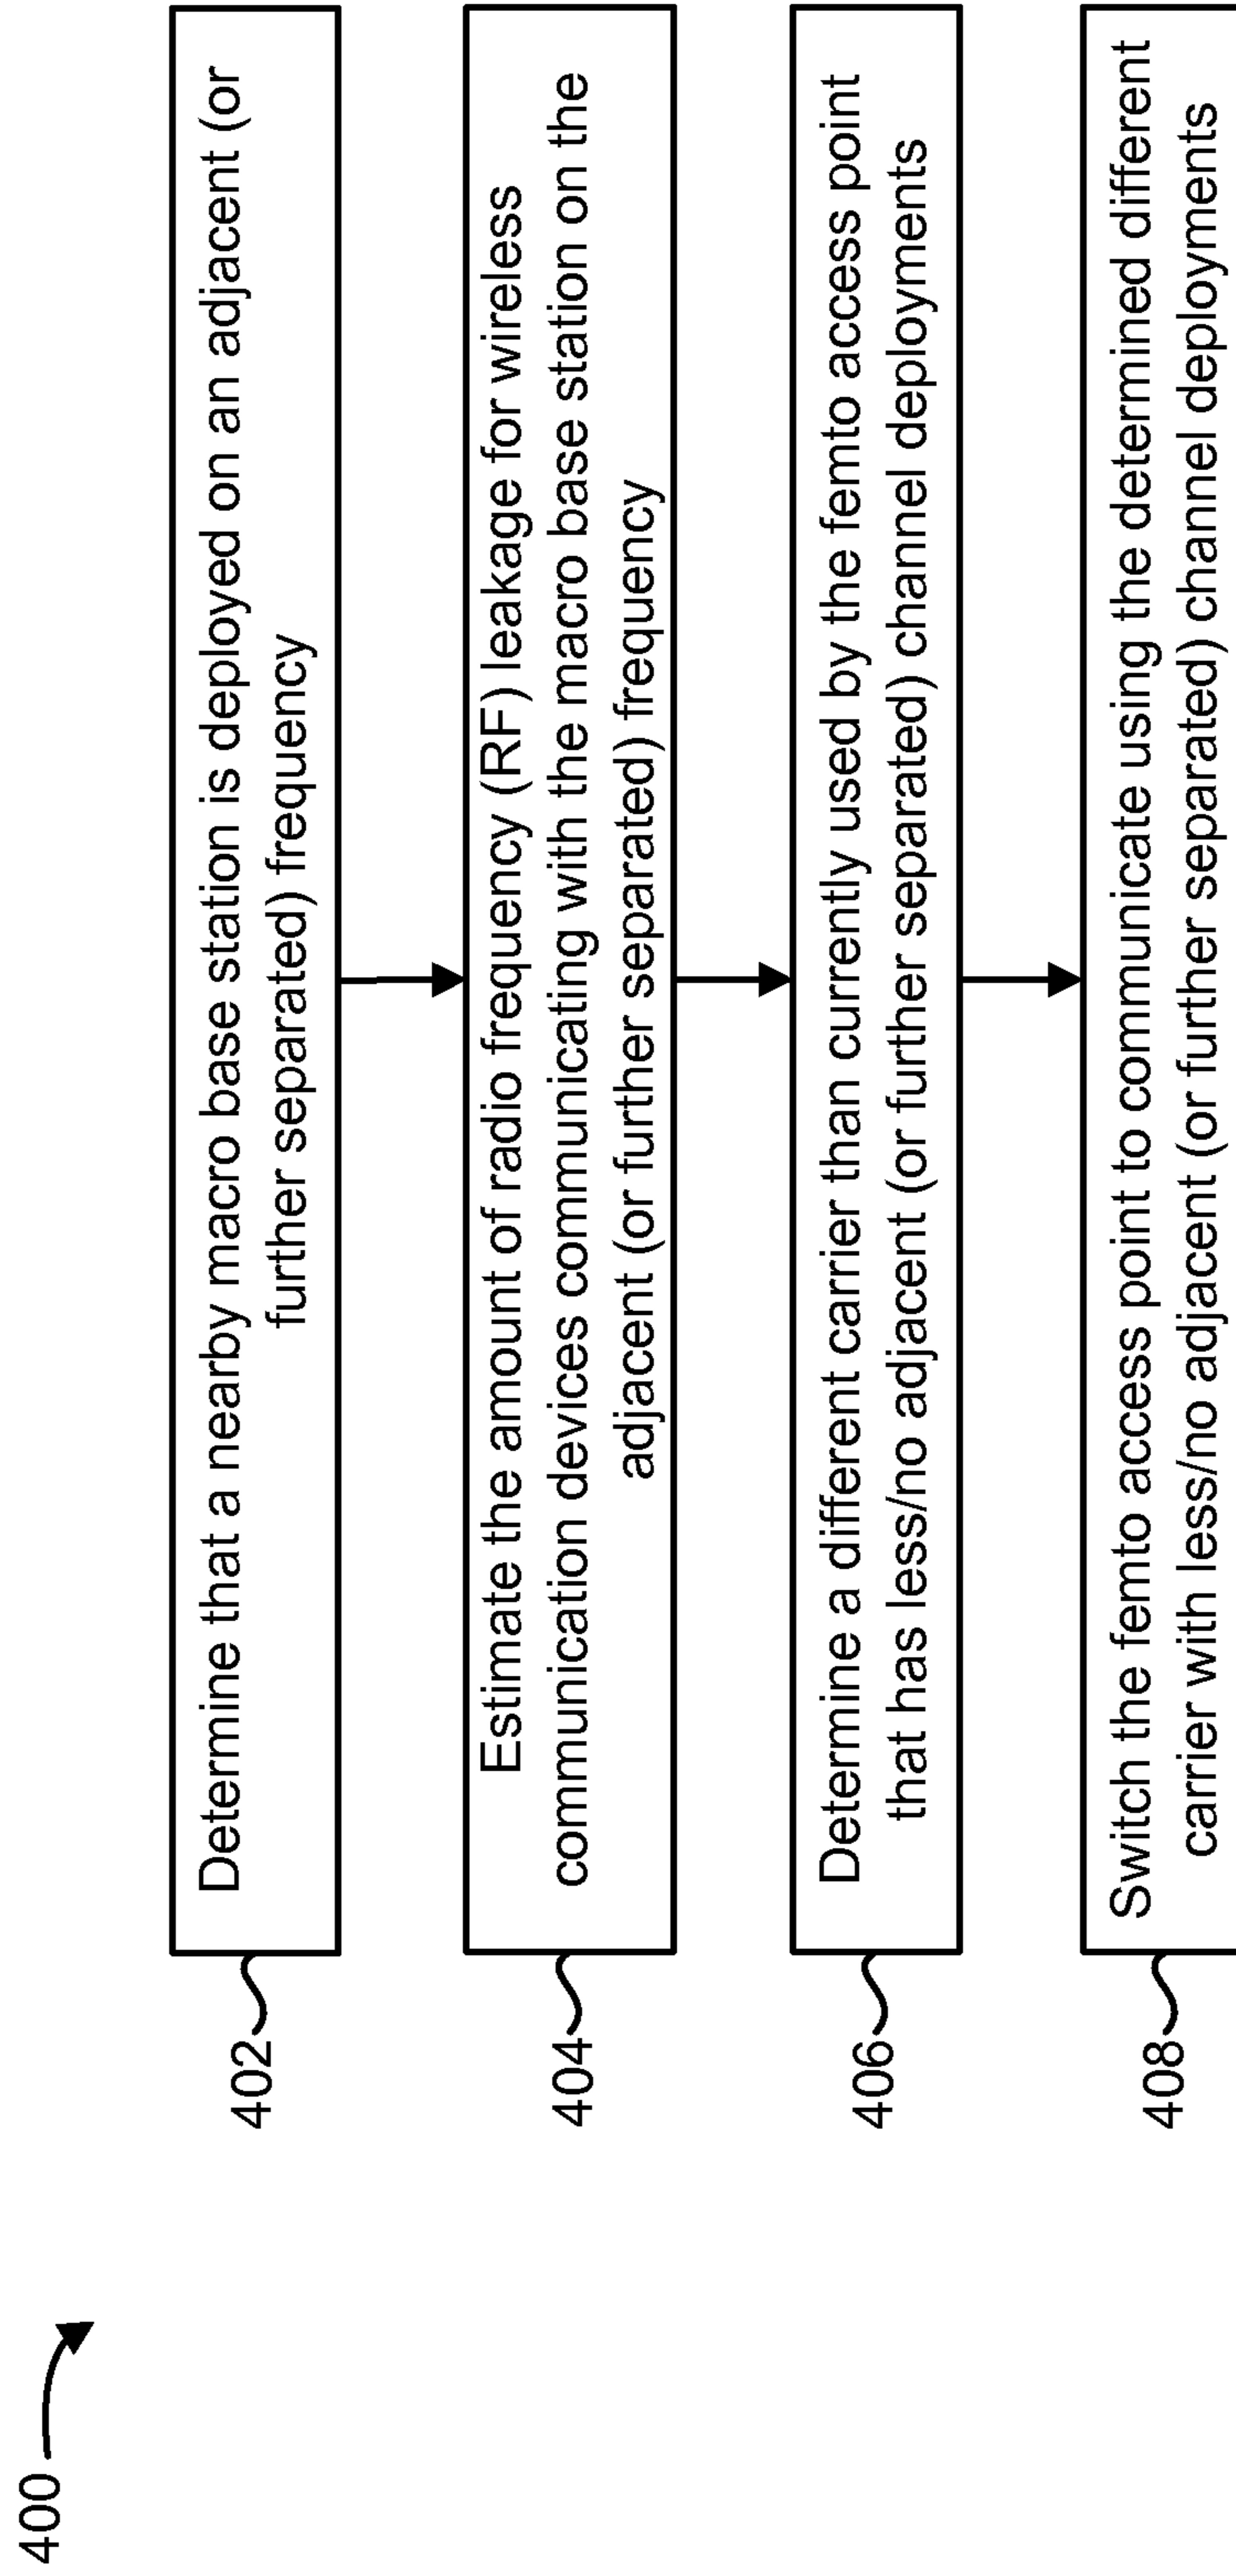 400
402
Determine that a nearby macro base station is deployed on an adjacent (or
further separated) frequency
404
Estimate the amount of radio frequency (RF) leakage for wireless
communication devices communicating with the macro base station on the
adjacent (or further separated) frequency
406
Determine a different carrier than currently used by the femto access point
that has less/no adjacent (or further separated) channel deployments
408
Switch the femto access point to communicate using the determined different
carrier with less/no adjacent (or further separated) channel deployments